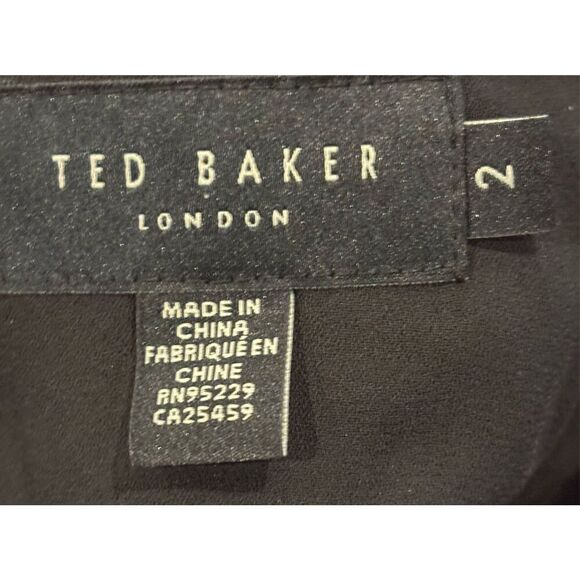 TED BAKER
LONDON
2
MADE IN
CHINA
FABRIQUÉ EN
CHINE
RN95229
CA25459